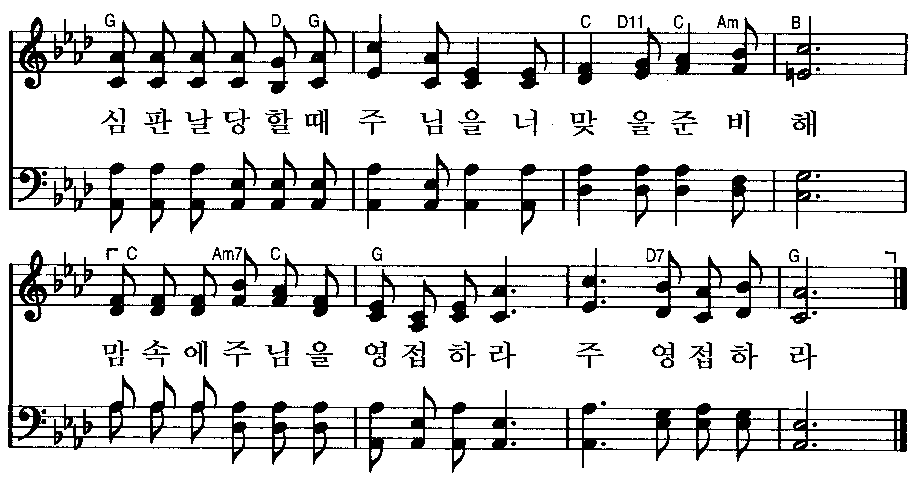 G D G C D11 C Am B
심 판 날 당 할 때 주 님 을 너 맞 을 준 비 해
C Am7 C G D7 G
맘 속 에 주 님 을 영 접 하 라 주 영 접 하 라